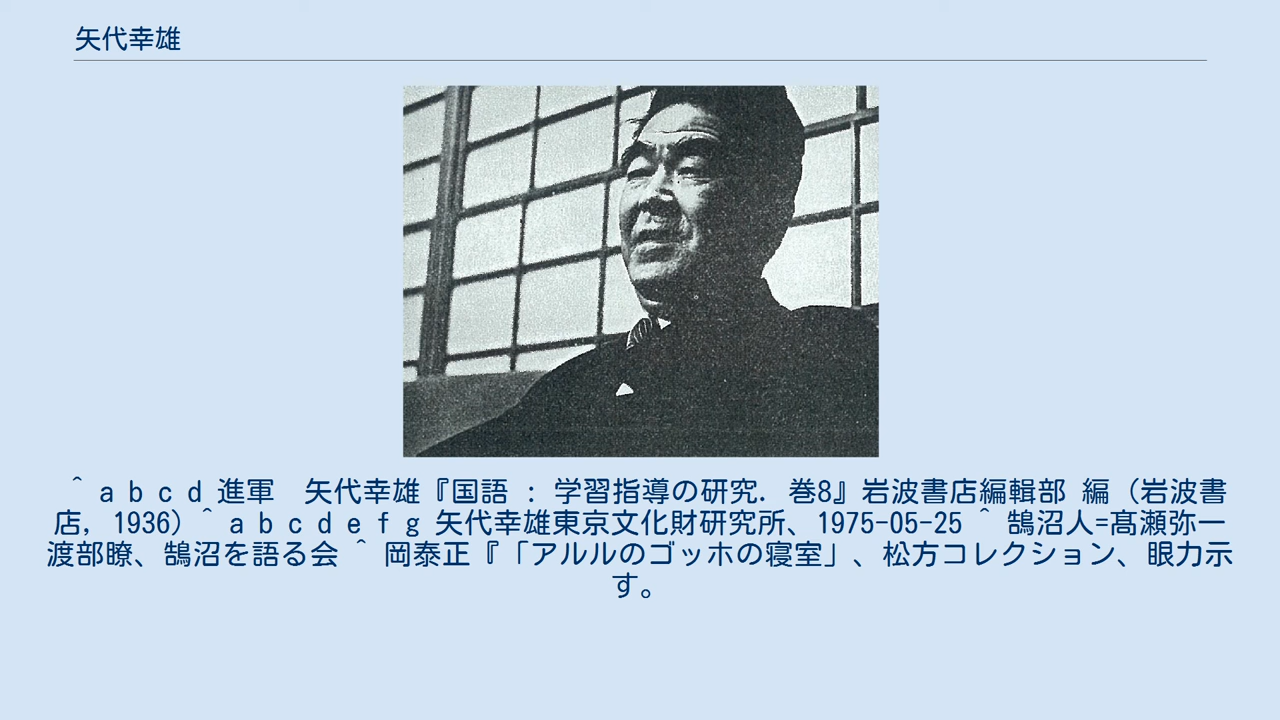 矢代幸雄
^ a b c d 進軍　矢代幸雄『国語 : 学習指導の研究. 巻8』岩波書店編輯部 編 (岩波書
店, 1936) ^ a b c d e f g 矢代幸雄東京文化財研究所、1975-05-25 ^ 鵠沼人=髙瀬弥一
渡部瞭、鵠沼を語る会 ^ 岡泰正『「アルルのゴッホの寝室」、松方コレクション、眼力示
す。